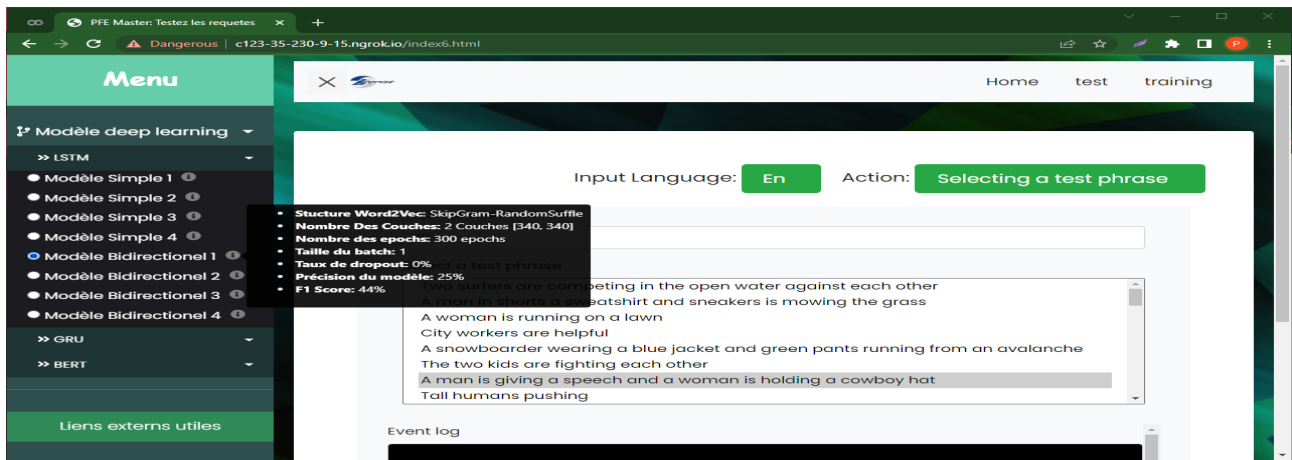 PFE Master: Testez les requetes
Dangerous c123-35-230-9-15.ngrok.io/index6.html
P
Menu
Home test training
Modèle deep learning
>> LSTM
Modèle Simple 1
Modèle Simple 2
Modèle Simple 3
Modèle Simple 4
Modèle Bidirectionel 1
Modèle Bidirectionel 2
Modèle Bidirectionel 3
Modèle Bidirectionel 4
>> GRU
>> BERT
Liens externs utiles
Input Language: En Action: Selecting a test phrase
• Stucture Word2Vec: SkipGram-RandomSuffle
• Nombre Des Couches: 2 Couches [340, 340]
• Nombre des epochs: 300 epochs
• Taille du batch: 1
• Taux de dropout: 0%
• Précision du modèle: 25%
• F1 Score: 44%
a test phrase
Two surfers are competing in the open water against each other
A man in shorts a sweatshirt and sneakers is mowing the grass
A woman is running on a lawn
City workers are helpful
A snowboarder wearing a blue jacket and green pants running from an avalanche
The two kids are fighting each other
A man is giving a speech and a woman is holding a cowboy hat
Tall humans pushing
Event log